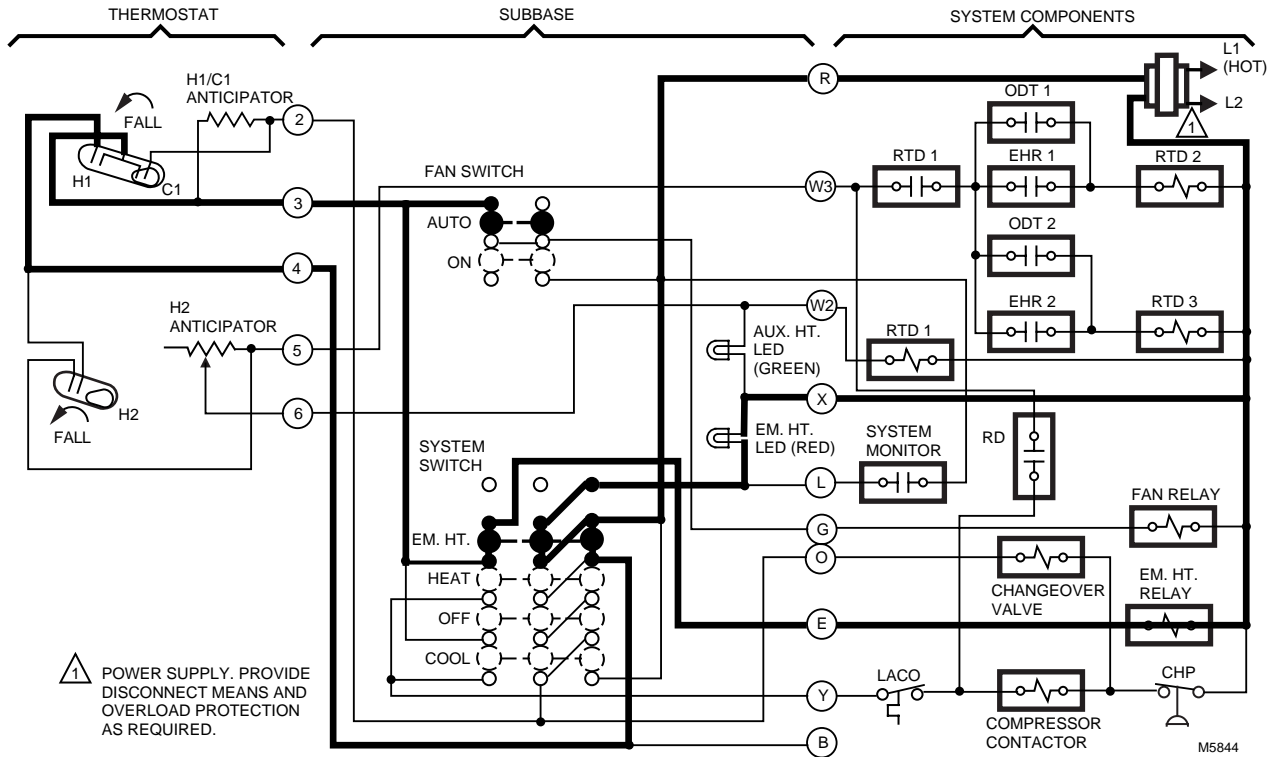 THERMOSTAT
SUBBASE
SYSTEM COMPONENTS
L1
(HOT)
L2
1
H1/C1
ANTICIPATOR
FALL
H1
C1
2
3
4
5
6
H2
ANTICIPATOR
H2
FALL
FAN SWITCH
AUTO
ON
R
W3
W2
X
L
G
O
E
Y
B
AUX. HT.
LED
(GREEN)
EM. HT.
LED (RED)
SYSTEM
SWITCH
EM. HT.
HEAT
OFF
COOL
ODT 1
RTD 1
EHR 1
RTD 2
ODT 2
EHR 2
RTD 3
RTD 1
SYSTEM
MONITOR
RD
FAN RELAY
CHANGEOVER
VALVE
EM. HT.
RELAY
LACO
COMPRESSOR
CONTACTOR
CHP
1
POWER SUPPLY. PROVIDE
DISCONNECT MEANS AND
OVERLOAD PROTECTION
AS REQUIRED.
M5844